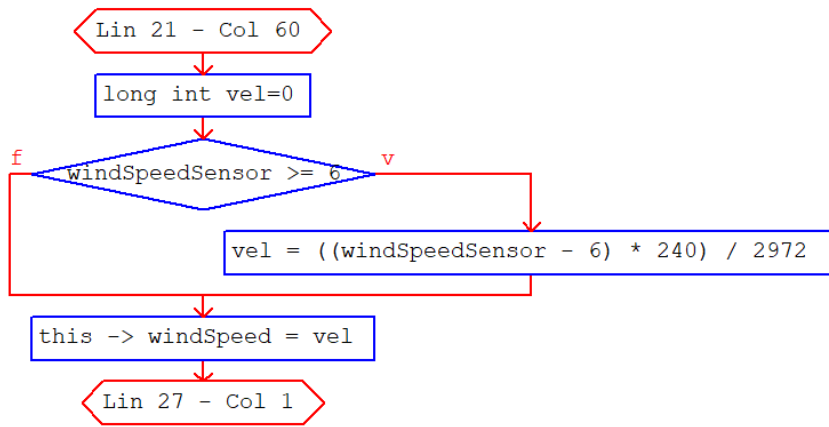 Lin 21 - Col 60
long int vel=0
f
windSpeedSensor >= 6
v
vel = ((windSpeedSensor - 6) * 240) / 2972
this -> windSpeed = vel
Lin 27 - Col 1